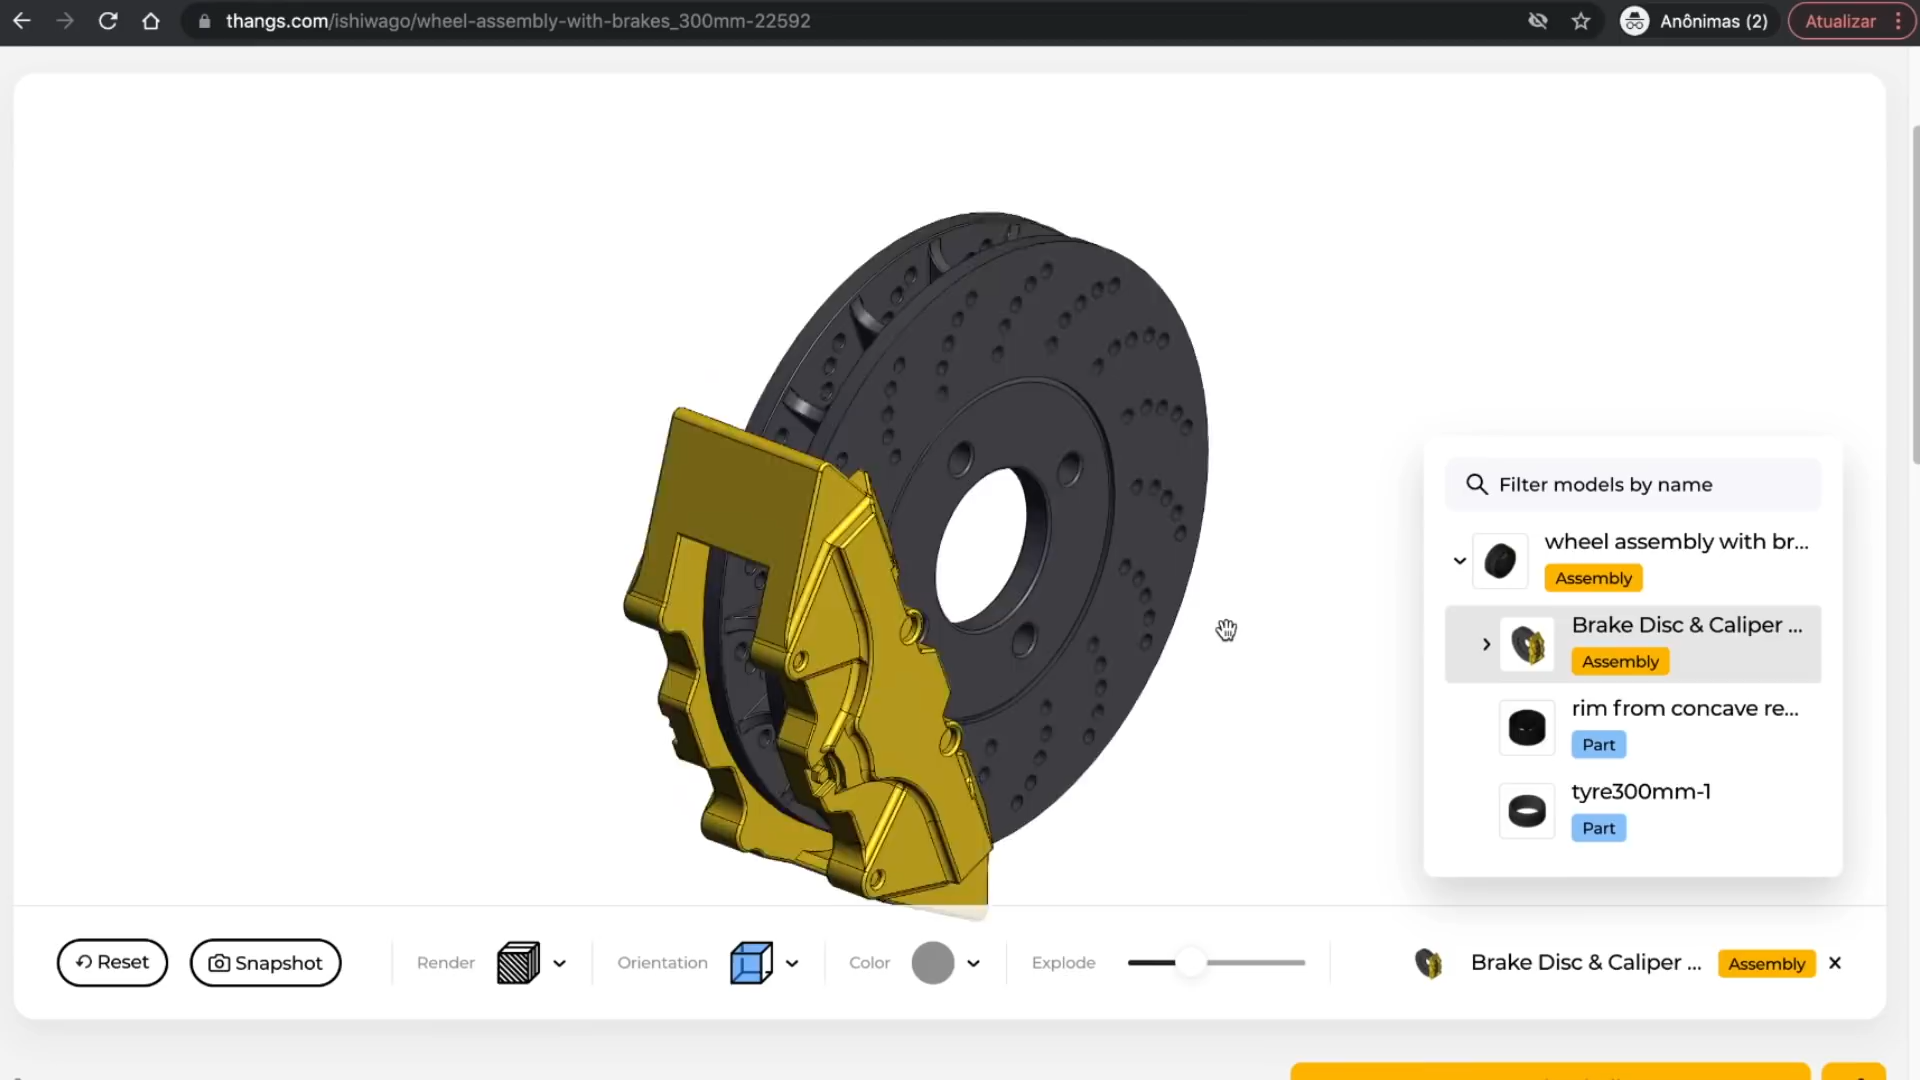 thangs.com/ishiwago/wheel-assembly-with-brakes_300mm-22592
Anônimas (2)
Atualizar
Filter models by name
wheel assembly with br...
Assembly
Brake Disc & Caliper ...
Assembly
rim from concave re...
Part
tyre300mm-1
Part
Reset
Snapshot
Render
Orientation
Color
Explode
Brake Disc & Caliper ...
Assembly